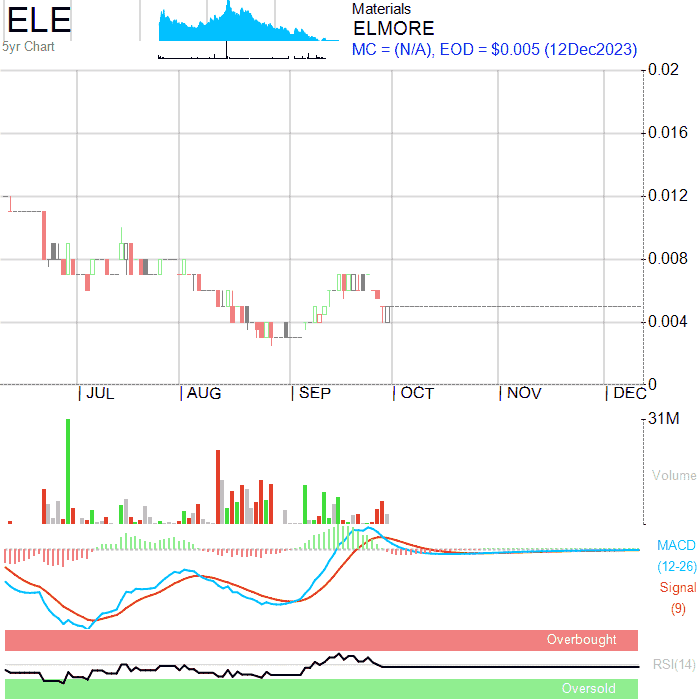 ELE
5yr Chart
Materials
ELMORE
MC = (N/A), EOD = $0.005 (12Dec2023)
0.02
0.016
0.012
0.008
0.004
0
| JUL | AUG | SEP | OCT | NOV | DEC
31M
Volume
MACD
(12-26)
Signal
(9)
Overbought
RSI(14)
Oversold